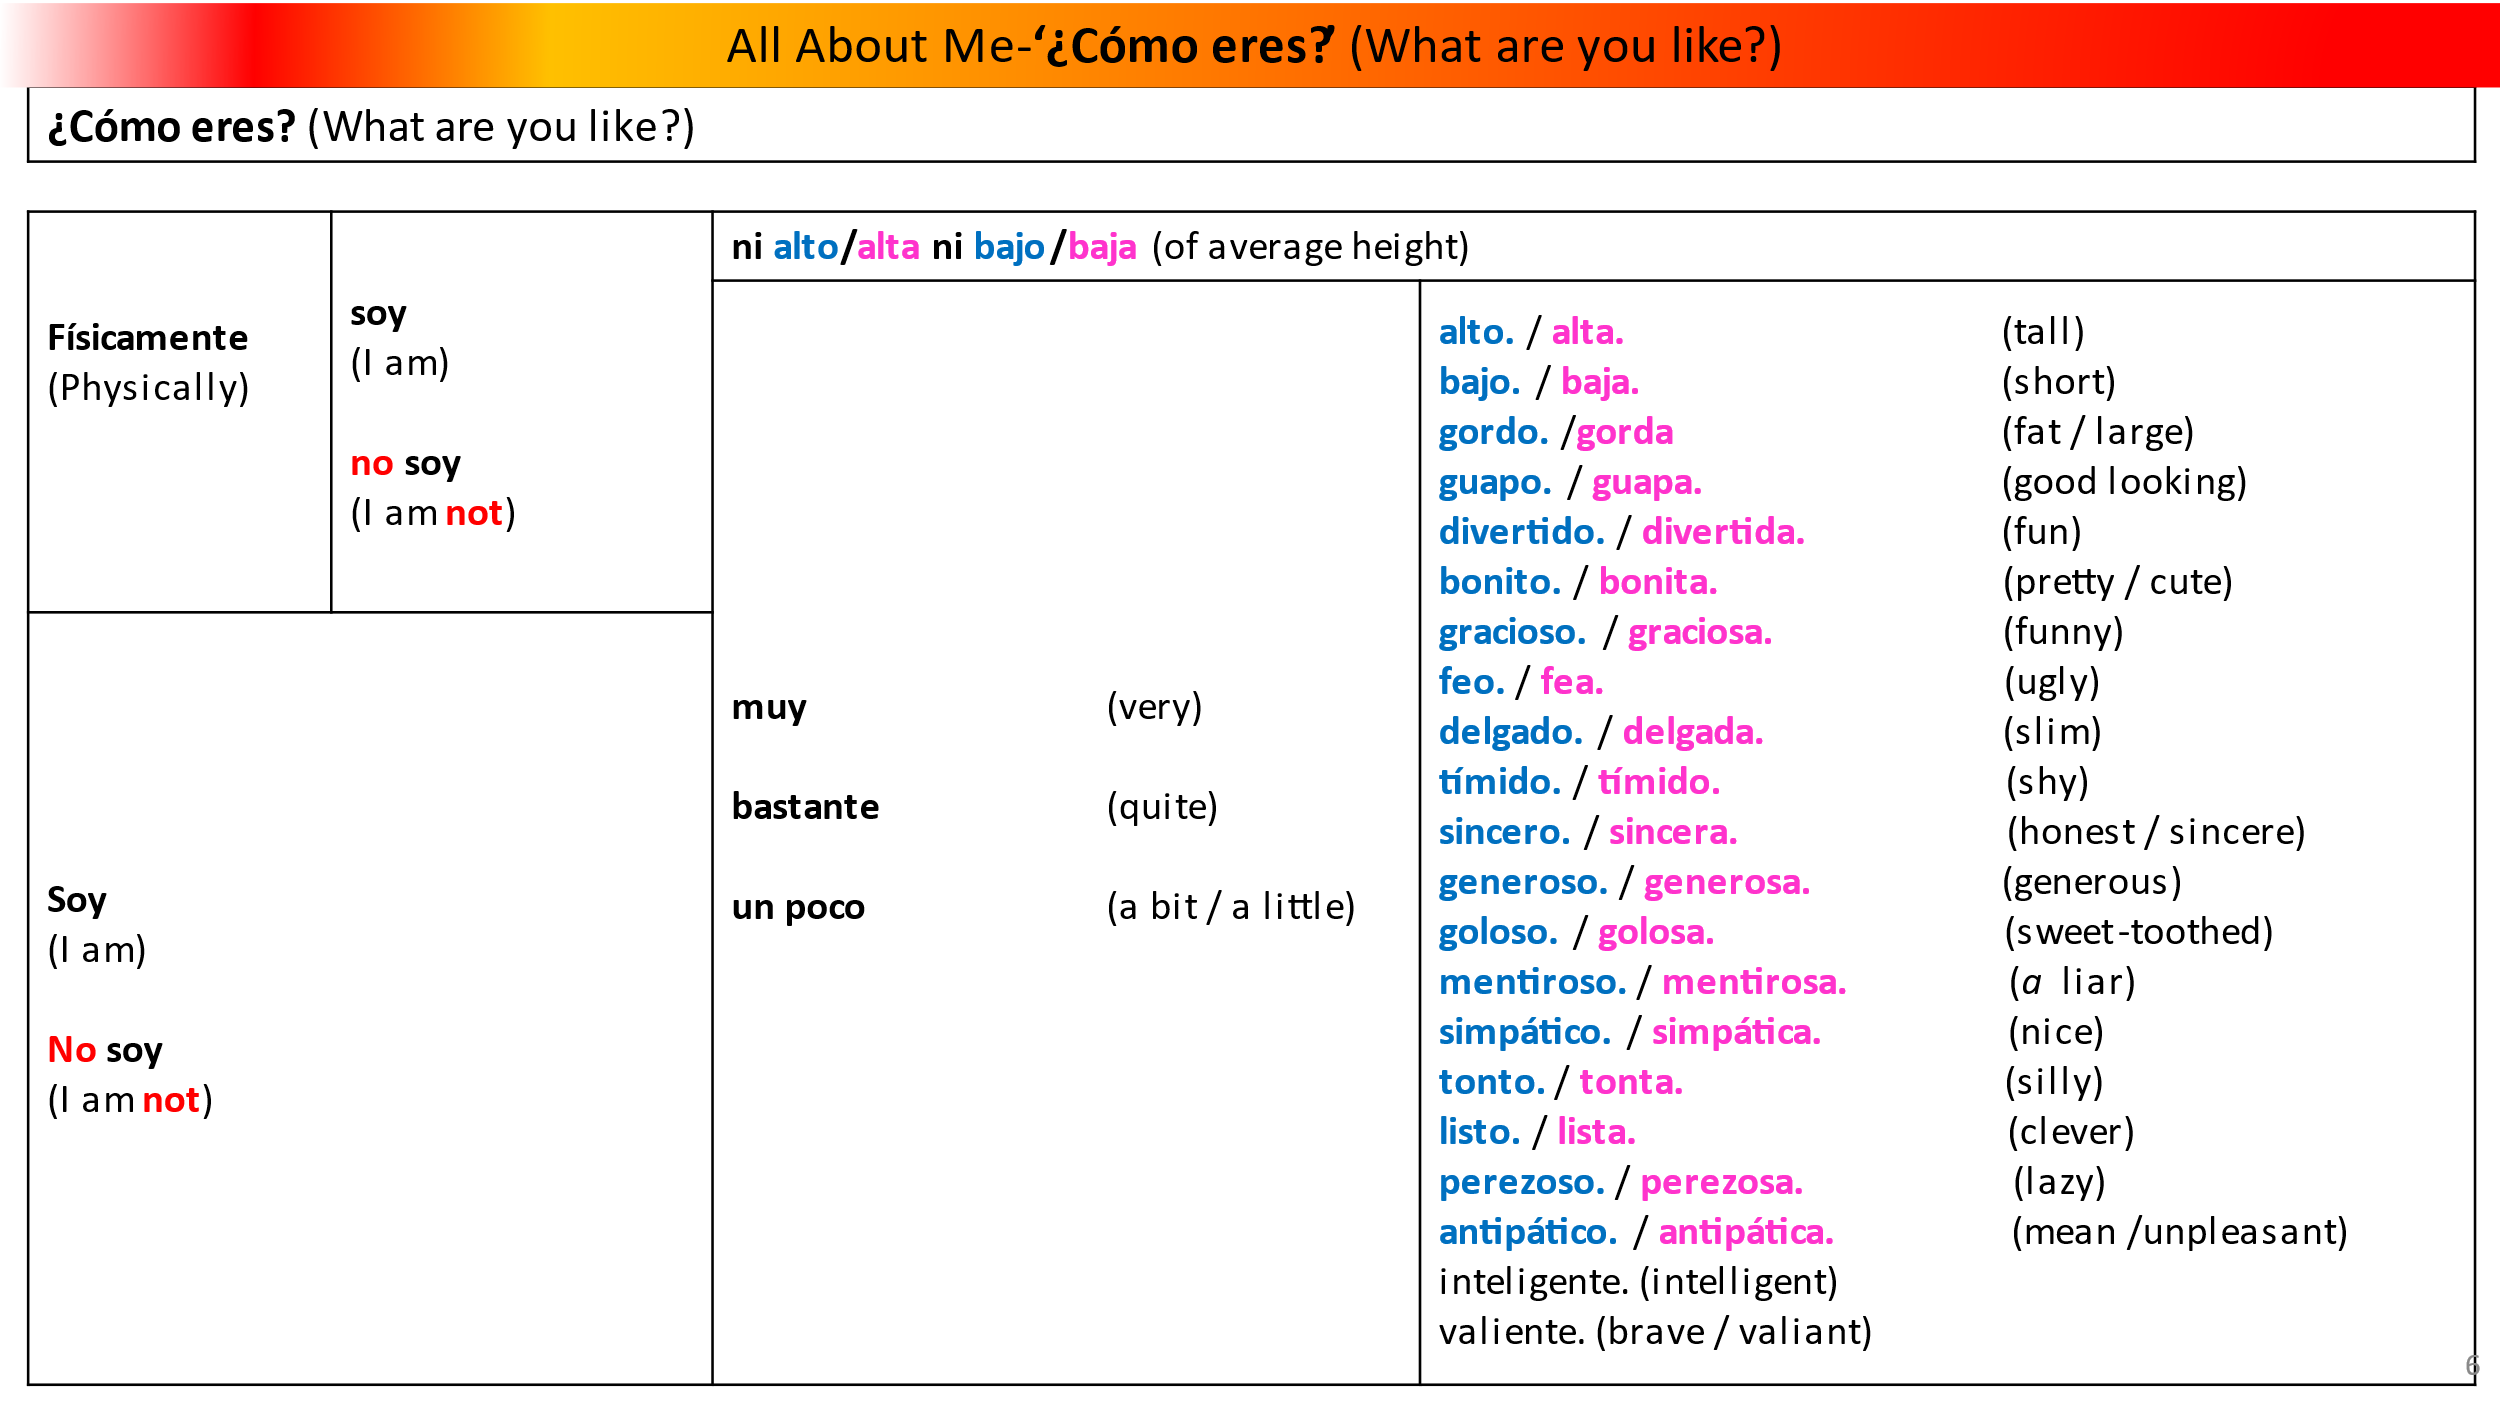 All About Me-‘¿Cómo eres?’ (What are you like?)
¿Cómo eres? (What are you like?)
Físicamente
(Physically)
soy
(I am)
no soy
(I am not)
ni alto/alta ni bajo/baja (of average height)
Soy
(I am)
No soy
(I am not)
muy (very)
bastante (quite)
un poco (a bit / a little)
alto. / alta. (tall)
bajo. / baja. (short)
gordo. /gorda (fat / large)
guapo. / guapa. (good looking)
divertido. / divertida. (fun)
bonito. / bonita. (pretty / cute)
gracioso. / graciosa. (funny)
feo. / fea. (ugly)
delgado. / delgada. (slim)
tímido. / tímido. (shy)
sincero. / sincera. (honest / sincere)
generoso. / generosa. (generous)
goloso. / golosa. (sweet-toothed)
mentiroso. / mentirosa. (a liar)
simpático. / simpática. (nice)
tonto. / tonta. (silly)
listo. / lista. (clever)
perezoso. / perezosa. (lazy)
antipático. / antipática. (mean /unpleasant)
inteligente. (intelligent)
valiente. (brave / valiant)
6